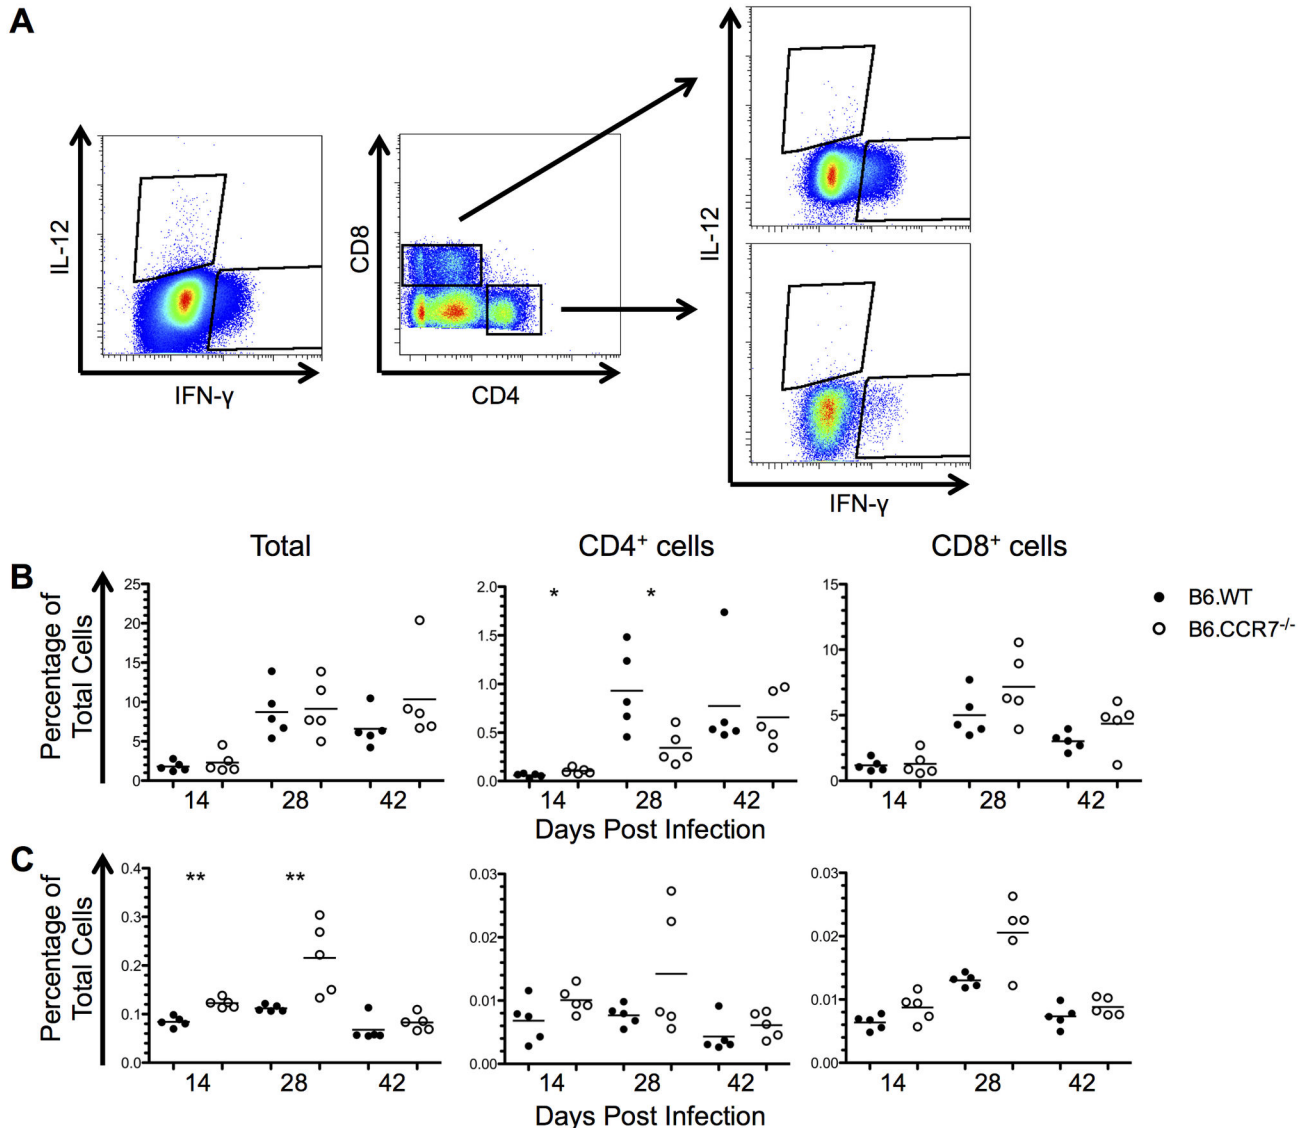 A
IL-12
IFN-γ
CD8
CD4
IL-12
IFN-γ
Total
CD4+ cells
CD8+ cells
B
Percentage of
Total Cells
25
20
15
10
5
0
14
28
42
2.0
1.5
1.0
0.5
0.0
*
*
14
28
42
15
10
5
0
14
28
42
B6.WT
B6.CCR7-/-
Days Post Infection
C
Percentage of
Total Cells
0.4
0.3
0.2
0.1
0.0
**
**
14
28
42
0.03
0.02
0.01
0.00
14
28
42
0.03
0.02
0.01
0.00
14
28
42
Days Post Infection